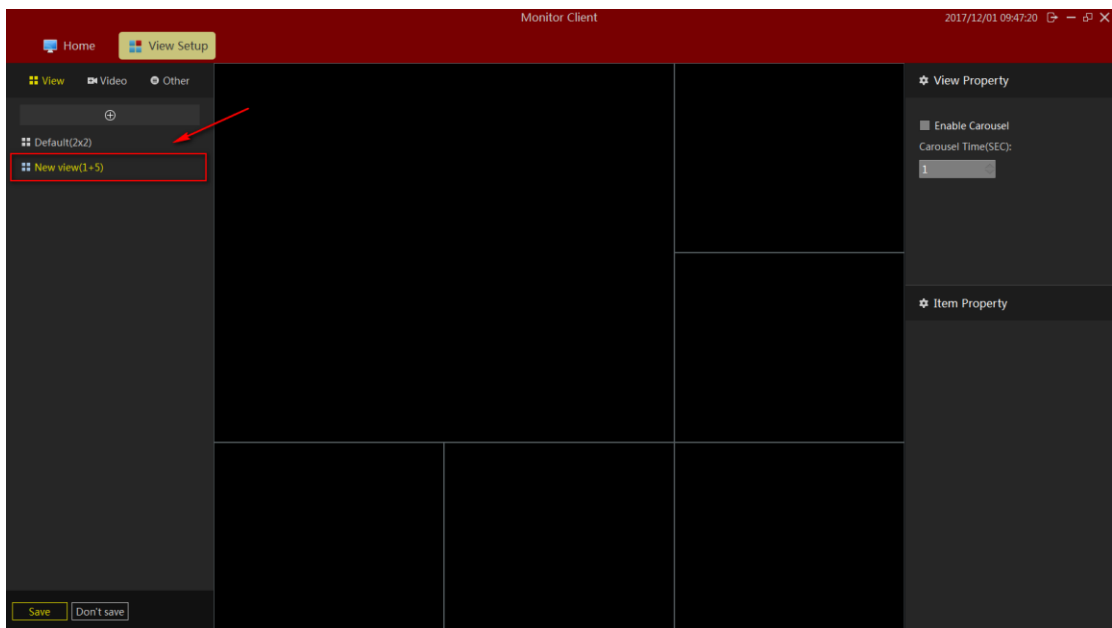 Monitor Client
2017/12/01 09:47:20
Home
View Setup
View Video Other
Default(2x2)
New view(1+5)
Save Don't save
View Property
Enable Carousel
Carousel Time(SEC):
1
Item Property